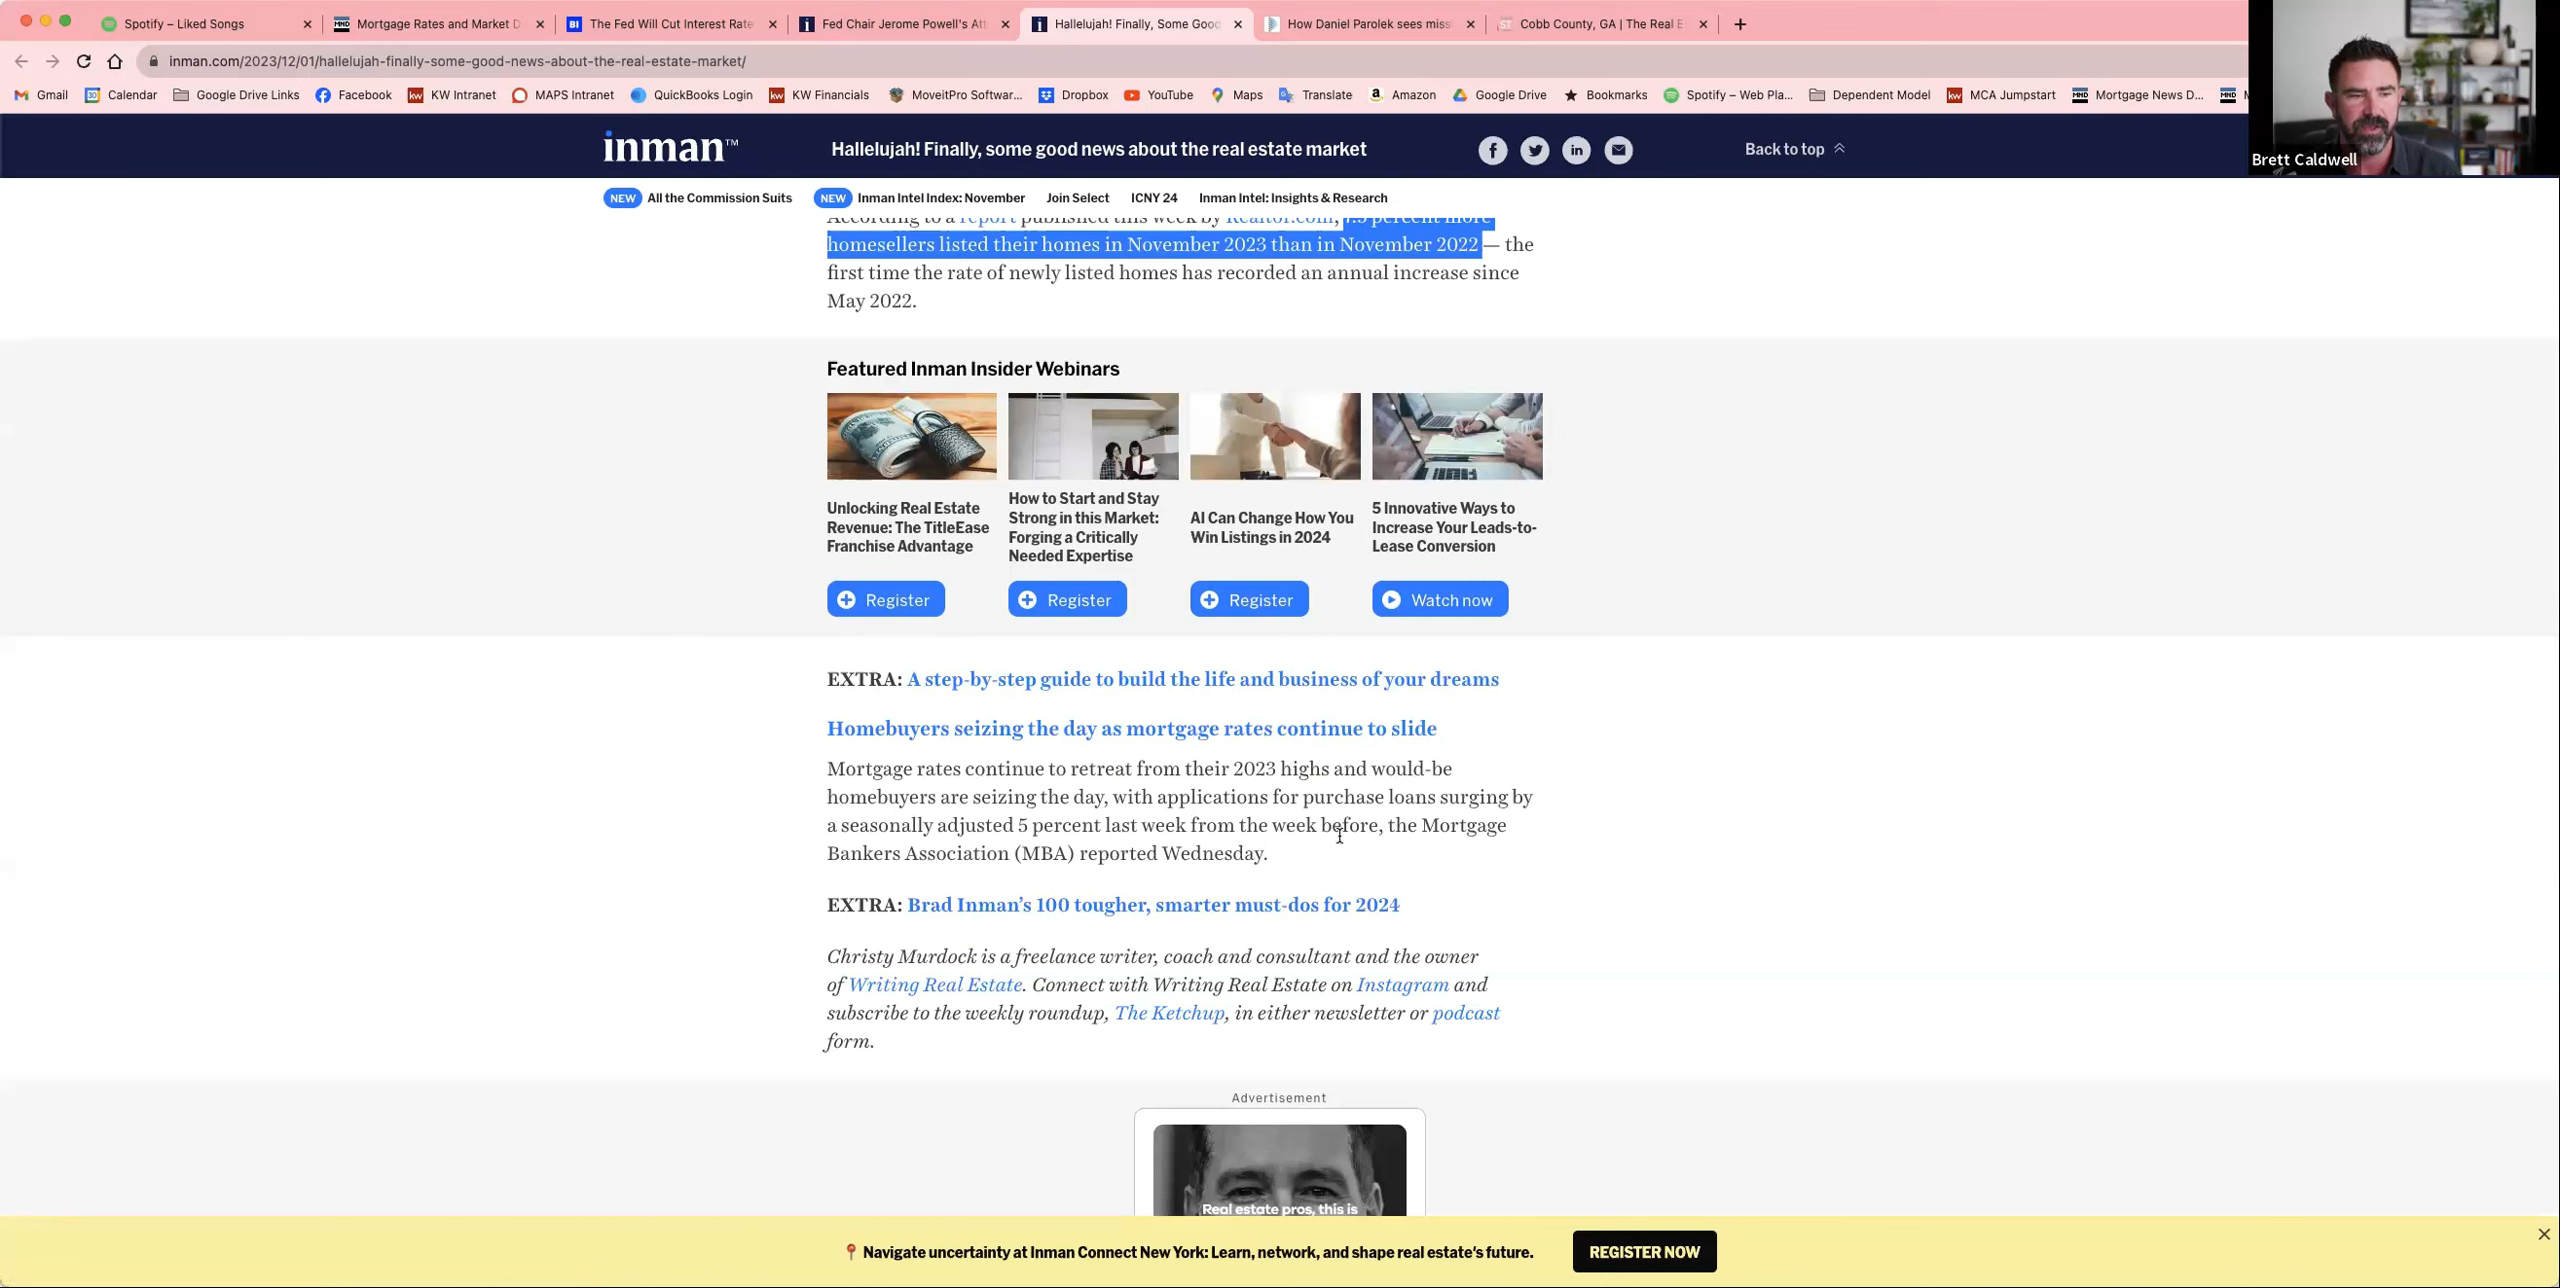 Spotify – Liked Songs
Mortgage Rates and Market D
The Fed Will Cut Interest Rate
Fed Chair Jerome Powell's Att
Hallelujah! Finally, Some Good
How Daniel Parolek sees miss
Cobb County, GA | The Real E
inman.com/2023/12/01/hallelujah-finally-some-good-news-about-the-real-estate-market/
Gmail Calendar Google Drive Links Facebook KW Intranet MAPS Intranet QuickBooks Login KW Financials MoveitPro Softwar... Dropbox YouTube Maps Translate Amazon Google Drive Bookmarks Spotify – Web Pla... Dependent Model MCA Jumpstart Mortgage News D...
Brett Caldwell
inman™ Hallelujah! Finally, some good news about the real estate market Back to top
NEW All the Commission Suits NEW Inman Intel Index: November Join Select ICNY 24 Inman Intel: Insights & Research
According to a report published this week by Realtor.com, 7.5 percent more
homesellers listed their homes in November 2023 than in November 2022 — the
first time the rate of newly listed homes has recorded an annual increase since
May 2022.
Featured Inman Insider Webinars
Unlocking Real Estate
Revenue: The TitleEase
Franchise Advantage
Register
How to Start and Stay
Strong in this Market:
Forging a Critically
Needed Expertise
Register
AI Can Change How You
Win Listings in 2024
Register
5 Innovative Ways to
Increase Your Leads-to-
Lease Conversion
Watch now
EXTRA: A step-by-step guide to build the life and business of your dreams
Homebuyers seizing the day as mortgage rates continue to slide
Mortgage rates continue to retreat from their 2023 highs and would-be
homebuyers are seizing the day, with applications for purchase loans surging by
a seasonally adjusted 5 percent last week from the week before, the Mortgage
Bankers Association (MBA) reported Wednesday.
EXTRA: Brad Inman's 100 tougher, smarter must-dos for 2024
Christy Murdock is a freelance writer, coach and consultant and the owner
of Writing Real Estate. Connect with Writing Real Estate on Instagram and
subscribe to the weekly roundup, The Ketchup, in either newsletter or podcast
form.
Advertisement
Real estate pros, this is
Navigate uncertainty at Inman Connect New York: Learn, network, and shape real estate's future. REGISTER NOW